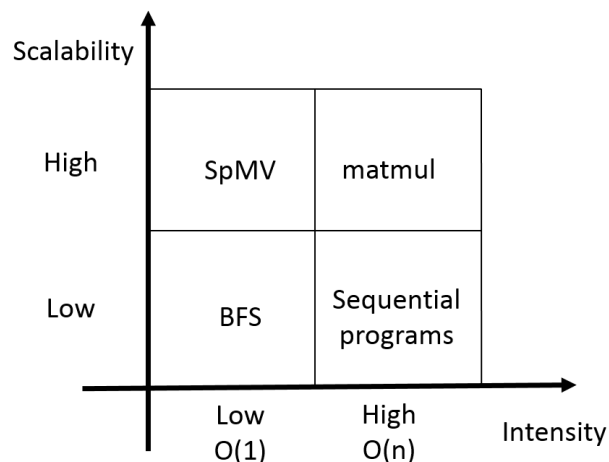 Scalability
High
SpMV
matmul
Low
BFS
Sequential
programs
Low
O(1)
High
O(n)
Intensity